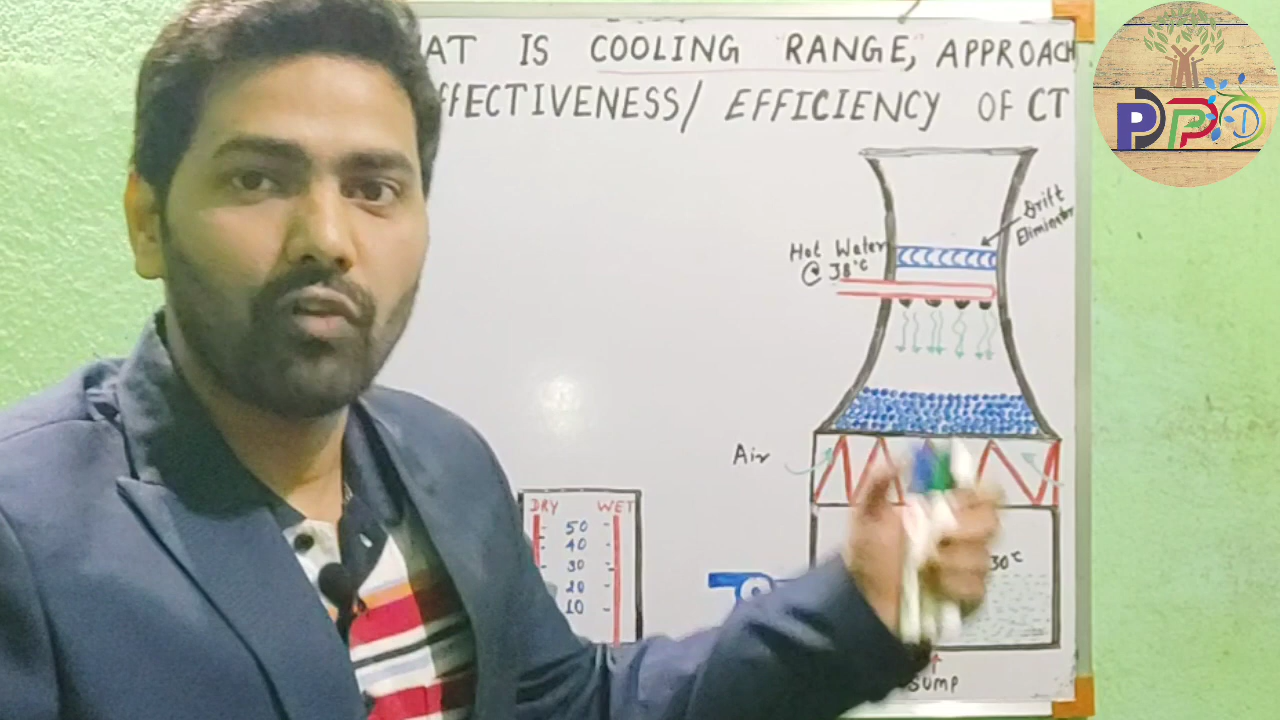 AT IS COOLING RANGE, APPROACH
FFECTIVENESS/ EFFICIENCY OF CT
PPD
Drift
Eliminator
Hot Water
@ 38°C
Air
DRY WET
50
40
30
20
10
30°C
SUMP